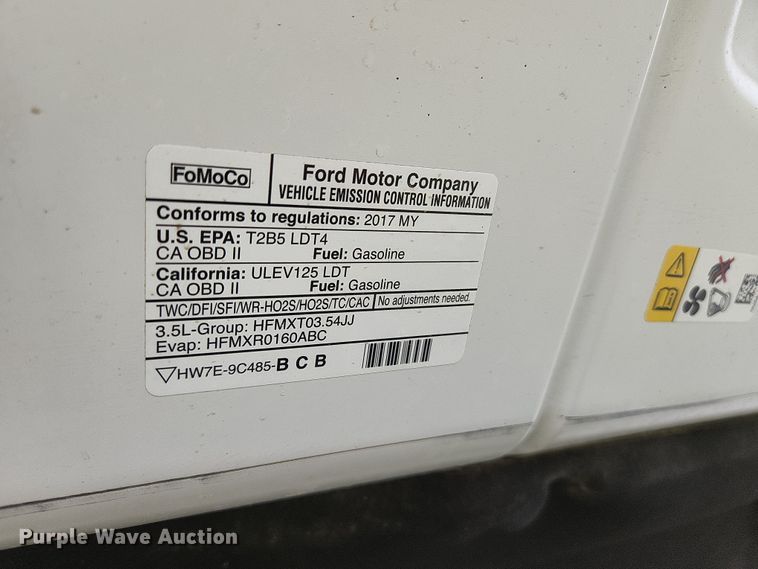 FoMoCo
Ford Motor Company
VEHICLE EMISSION CONTROL INFORMATION
Conforms to regulations: 2017 MY
U.S. EPA: T2B5 LDT4
CA OBD II Fuel: Gasoline
California: ULEV125 LDT
CA OBD II Fuel: Gasoline
TWC/DFI/SFI/WR-HO2S/HO2S/TC/CAC No adjustments needed.
3.5L-Group: HFMXT03.54JJ
Evap: HFMXR0160ABC
HW7E-9C485-BCB
Purple Wave Auction